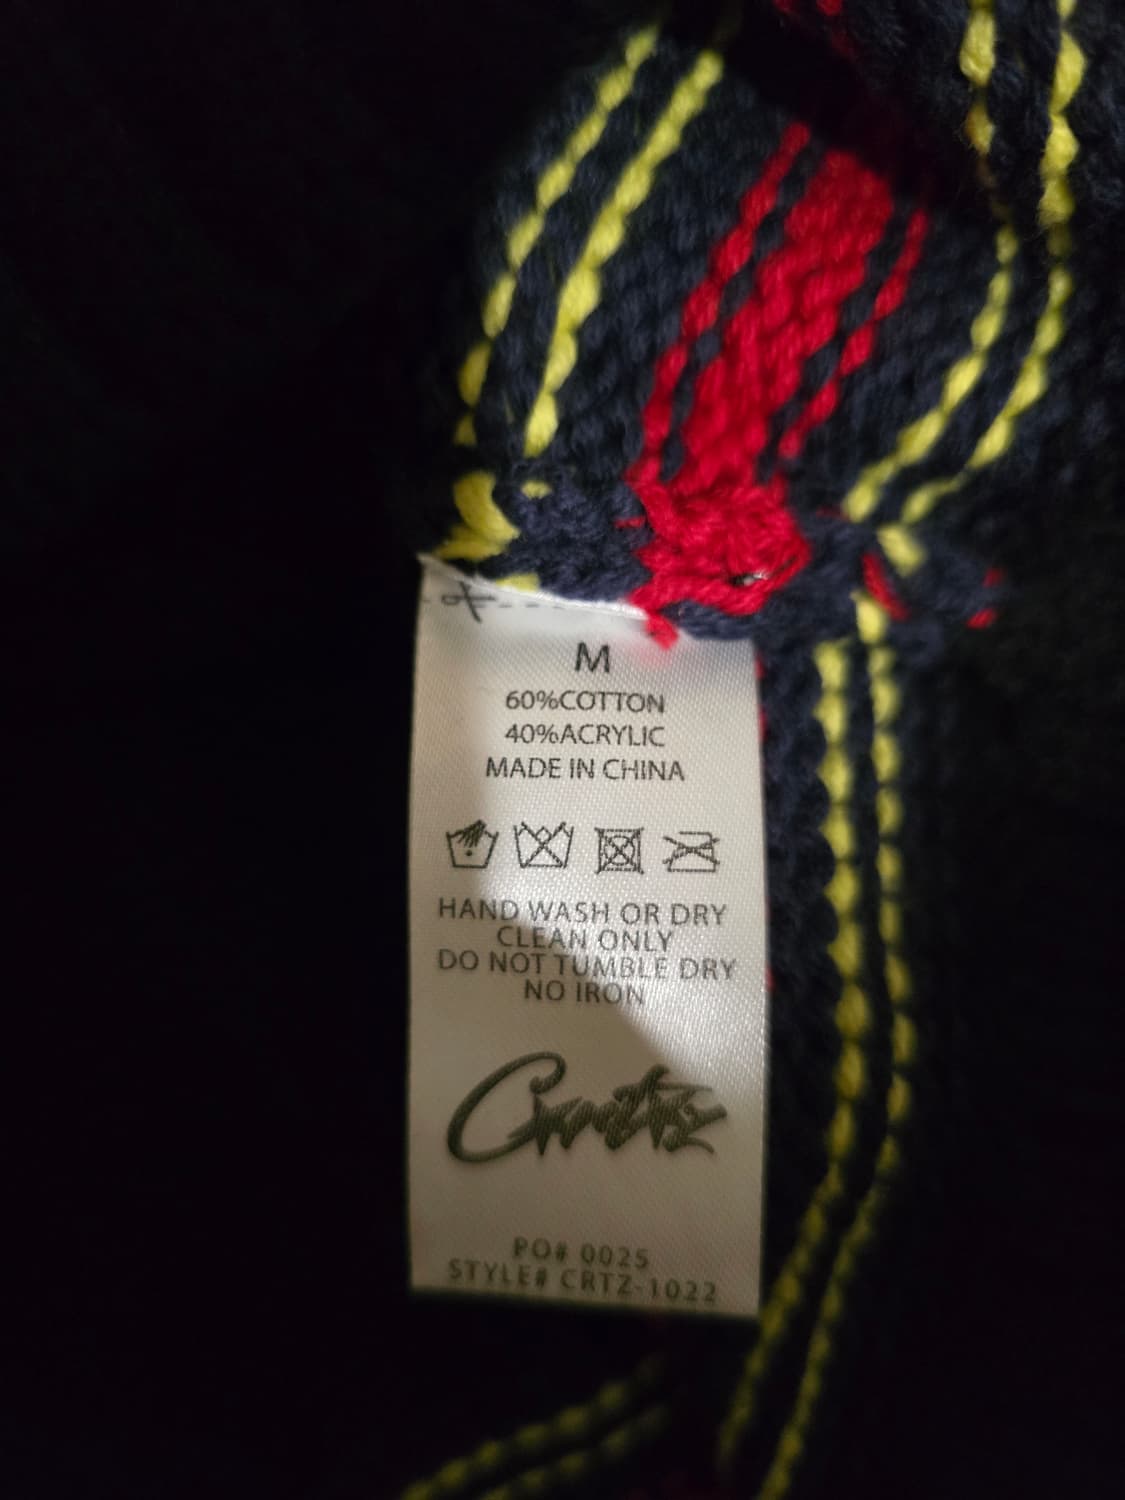 M
60%COTTON
40%ACRYLIC
MADE IN CHINA
HAND WASH OR DRY
CLEAN ONLY
DO NOT TUMBLE DRY
NO IRON
Crtz
PO# 0025
STYLE# CRTZ-1022